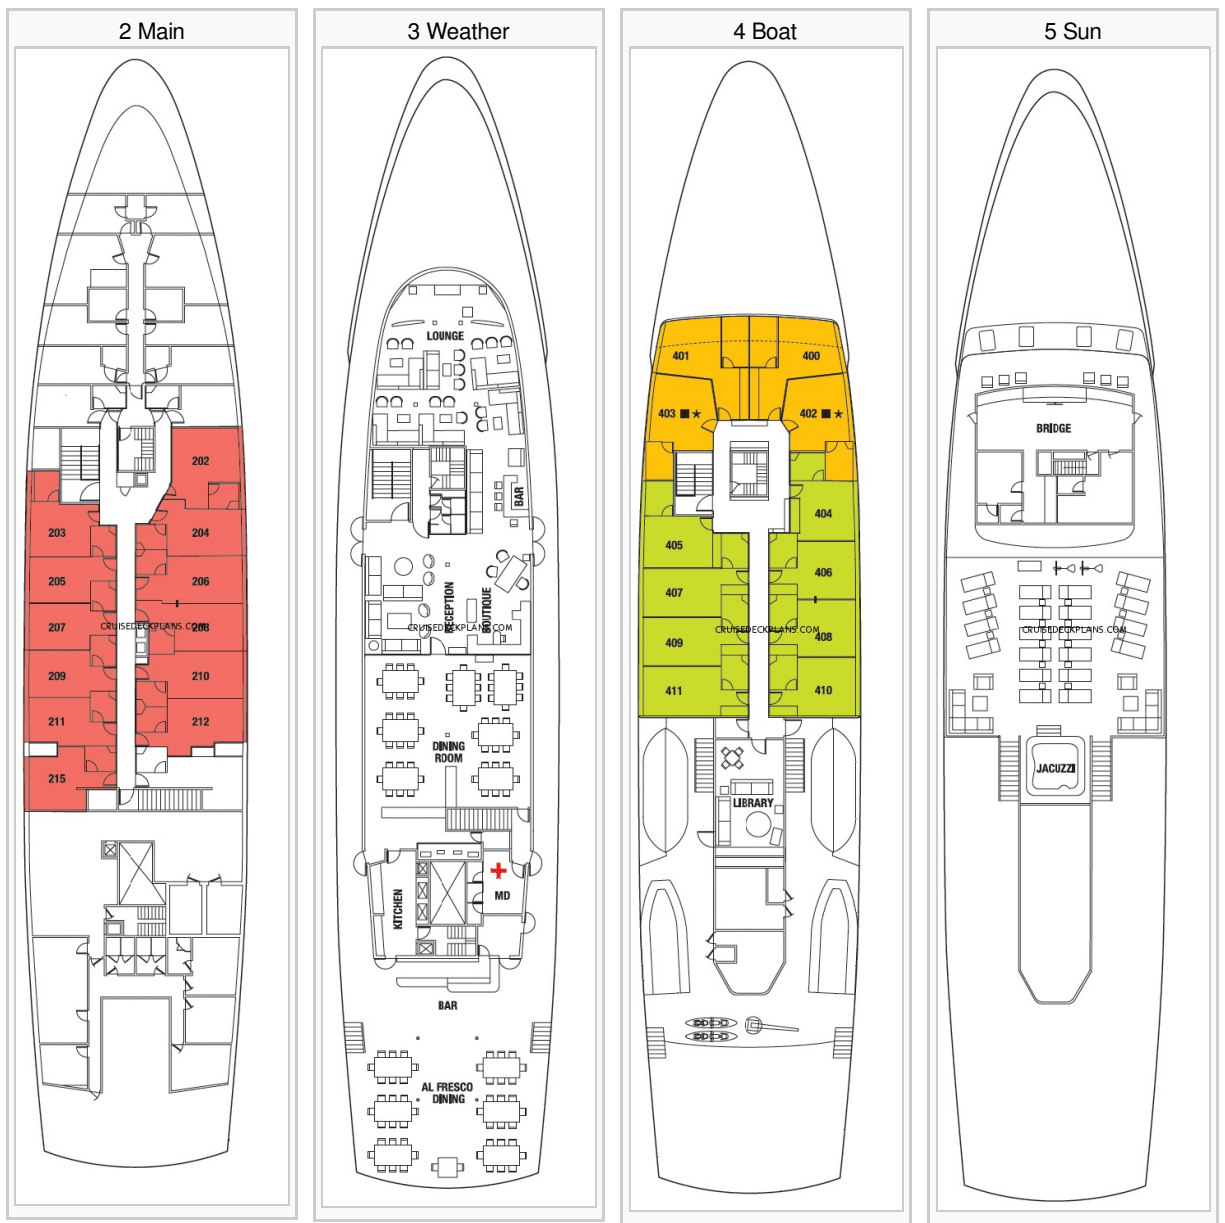 2 Main
202
203
204
205
206
CRUISEDECKPLANS.COM
207
208
209
210
211
212
215
3 Weather
LOUNGE
BAR
RECEPTION
BOUTIQUE
CRUISEDECKPLANS.COM
DINING
ROOM
KITCHEN
MD
BAR
AL FRESCO
DINING
4 Boat
401
400
403 ■ ★
402 ■ ★
404
405
406
407
CRUISEDECKPLANS.COM
408
409
411
410
LIBRARY
5 Sun
BRIDGE
CRUISEDECKPLANS.COM
JACUZZI